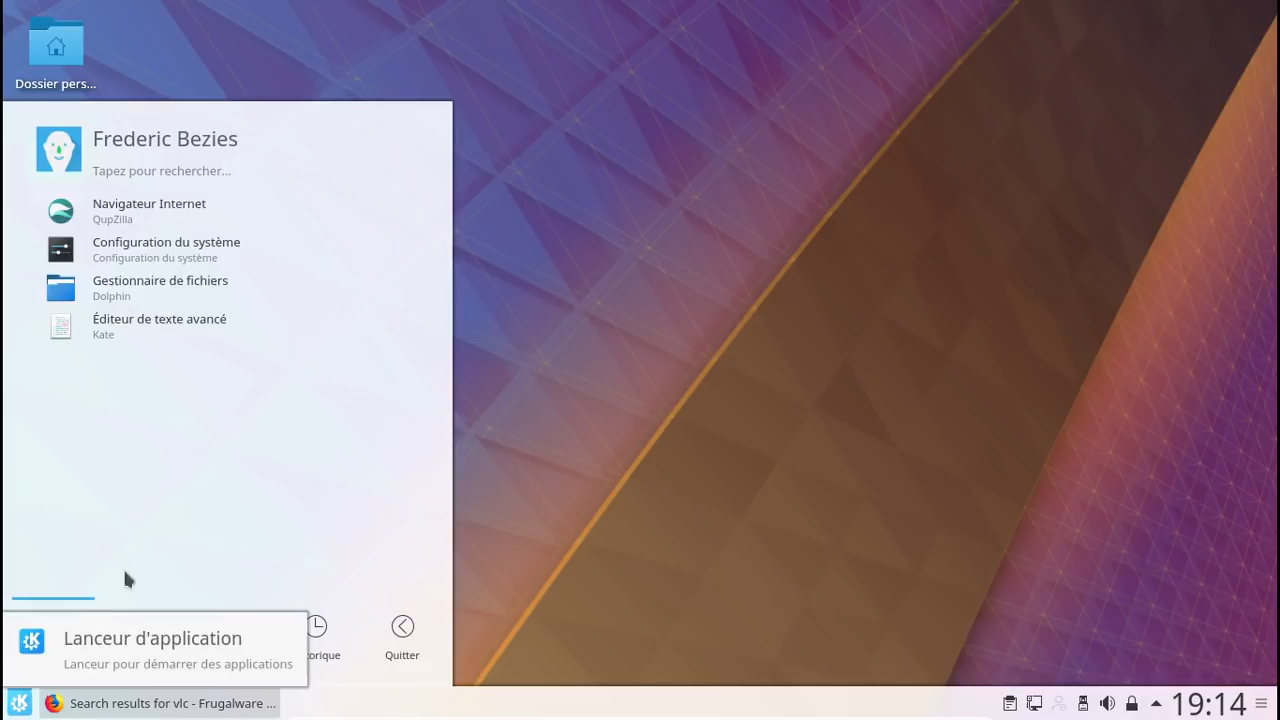 Dossier pers...
Frederic Bezies
Tapez pour rechercher...
Navigateur Internet
QupZilla
Configuration du système
Configuration du système
Gestionnaire de fichiers
Dolphin
Éditeur de texte avancé
Kate
Lanceur d'application
Lanceur pour démarrer des applications
orique
Quitter
Search results for vlc - Frugalware ...
19:14